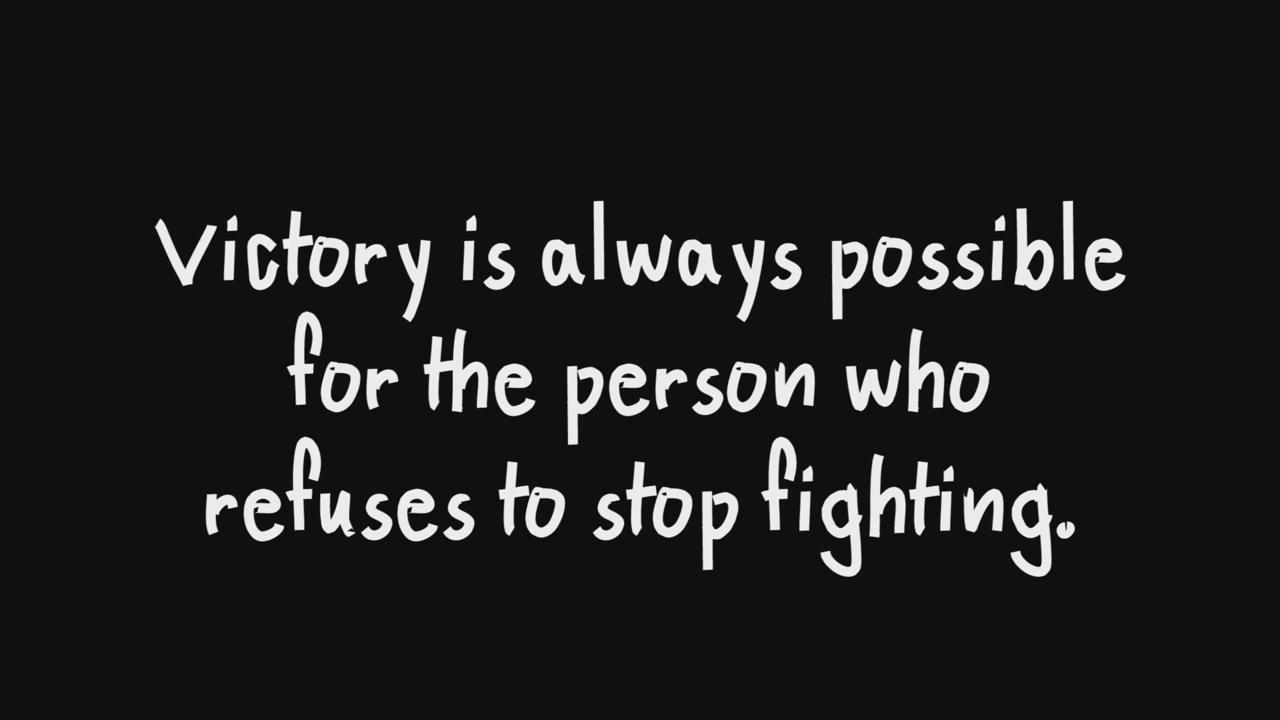 Victory is always possible
for the person who
refuses to stop fighting.